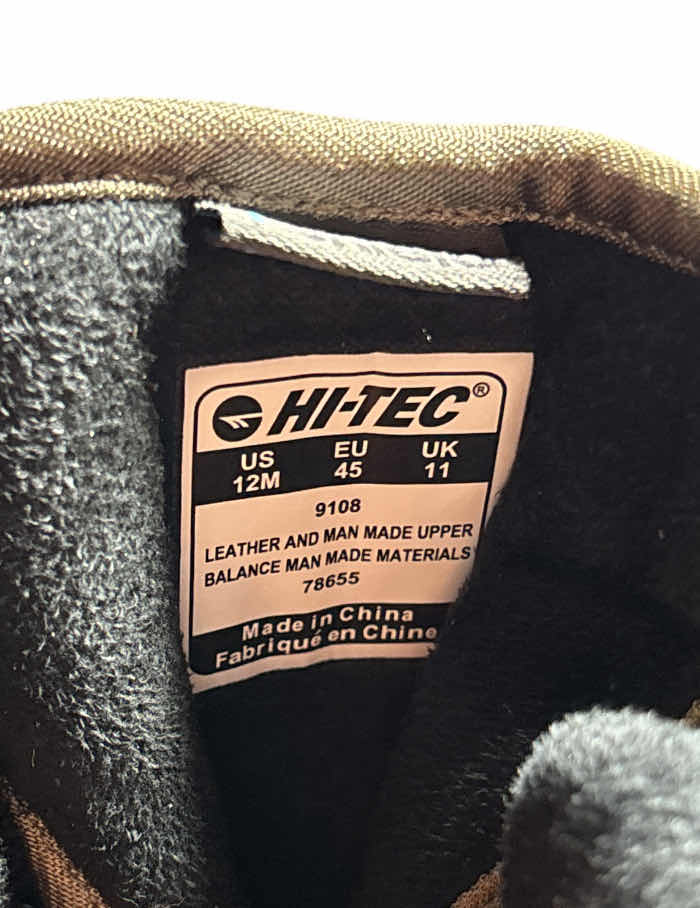 HI-TEC®
US EU UK
12M 45 11
9108
LEATHER AND MAN MADE UPPER
BALANCE MAN MADE MATERIALS
78655
Made in China
Fabriqué en Chine